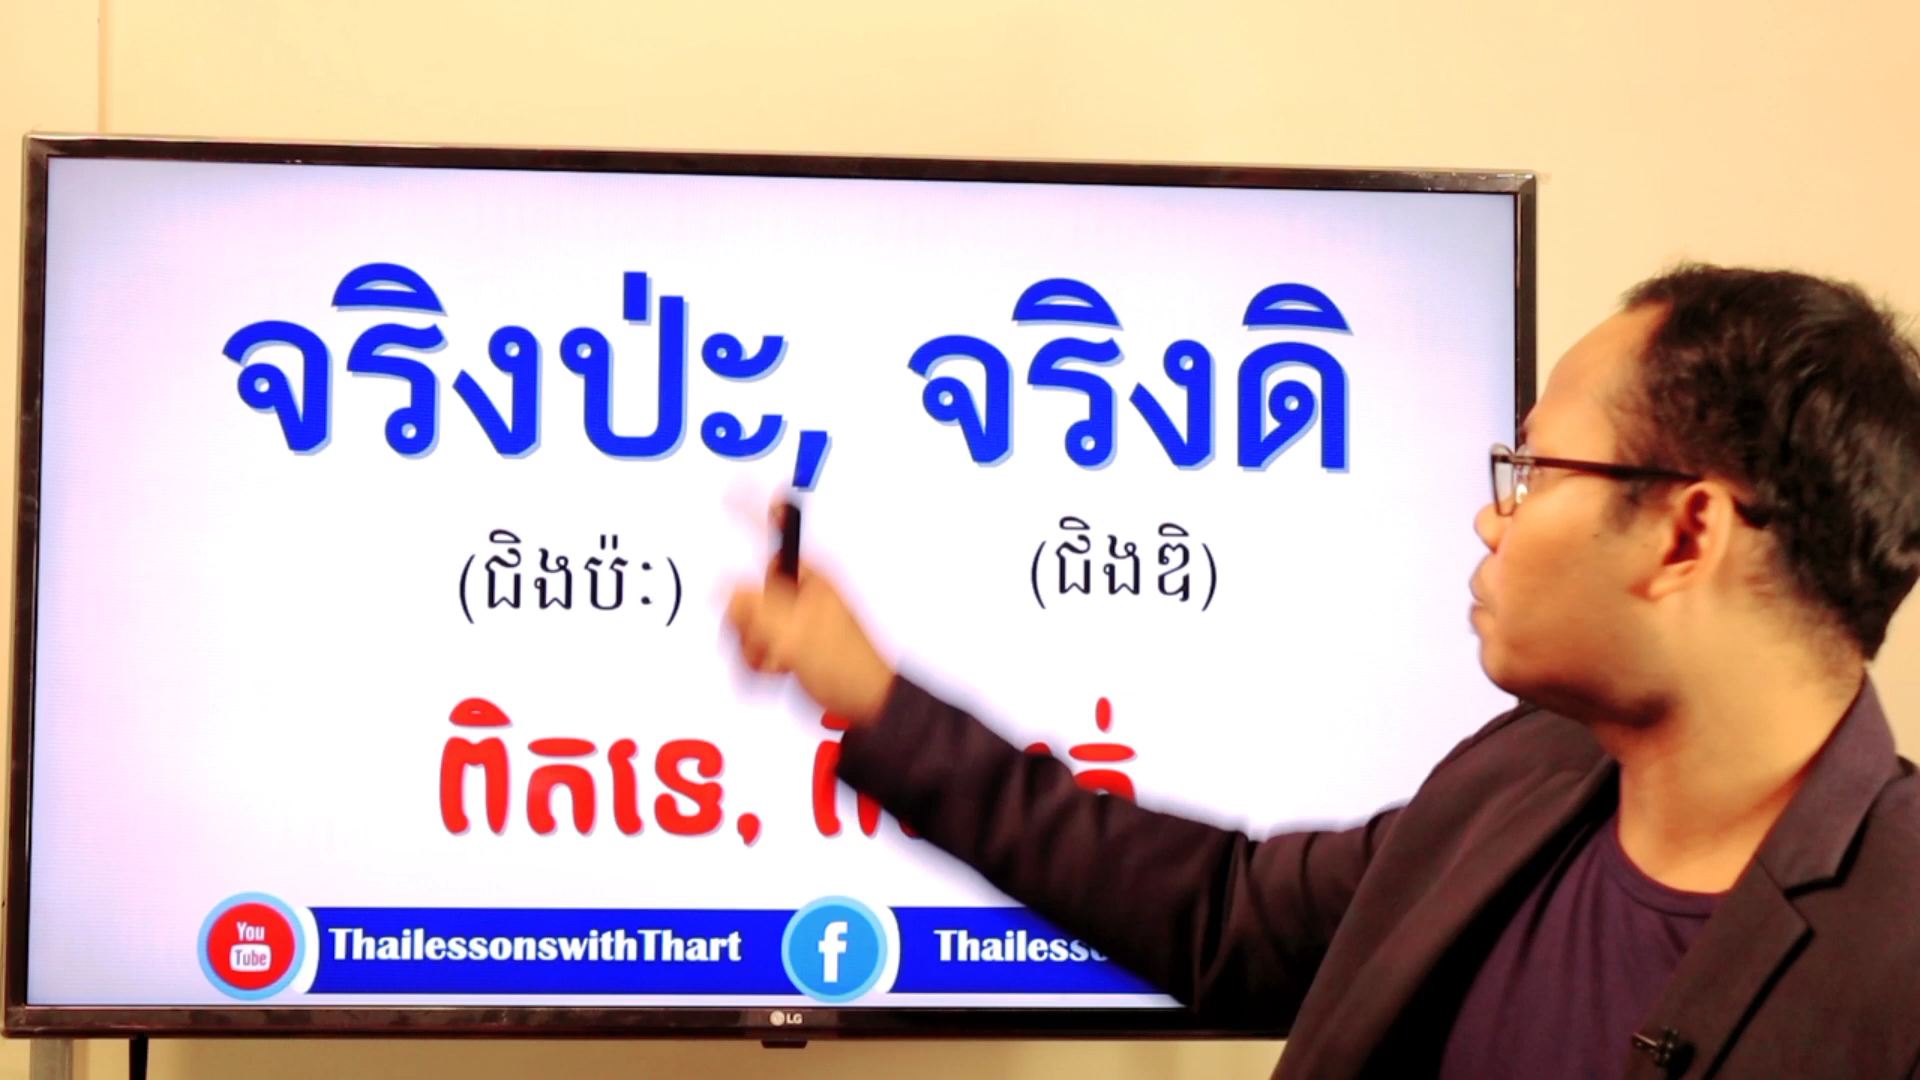 จริงป่ะ, จริงดิ
(ជិងប៉ៈ) (ជិងឌិ)
ពិតទេ,
You Tube ThailessonswithThart f
LG